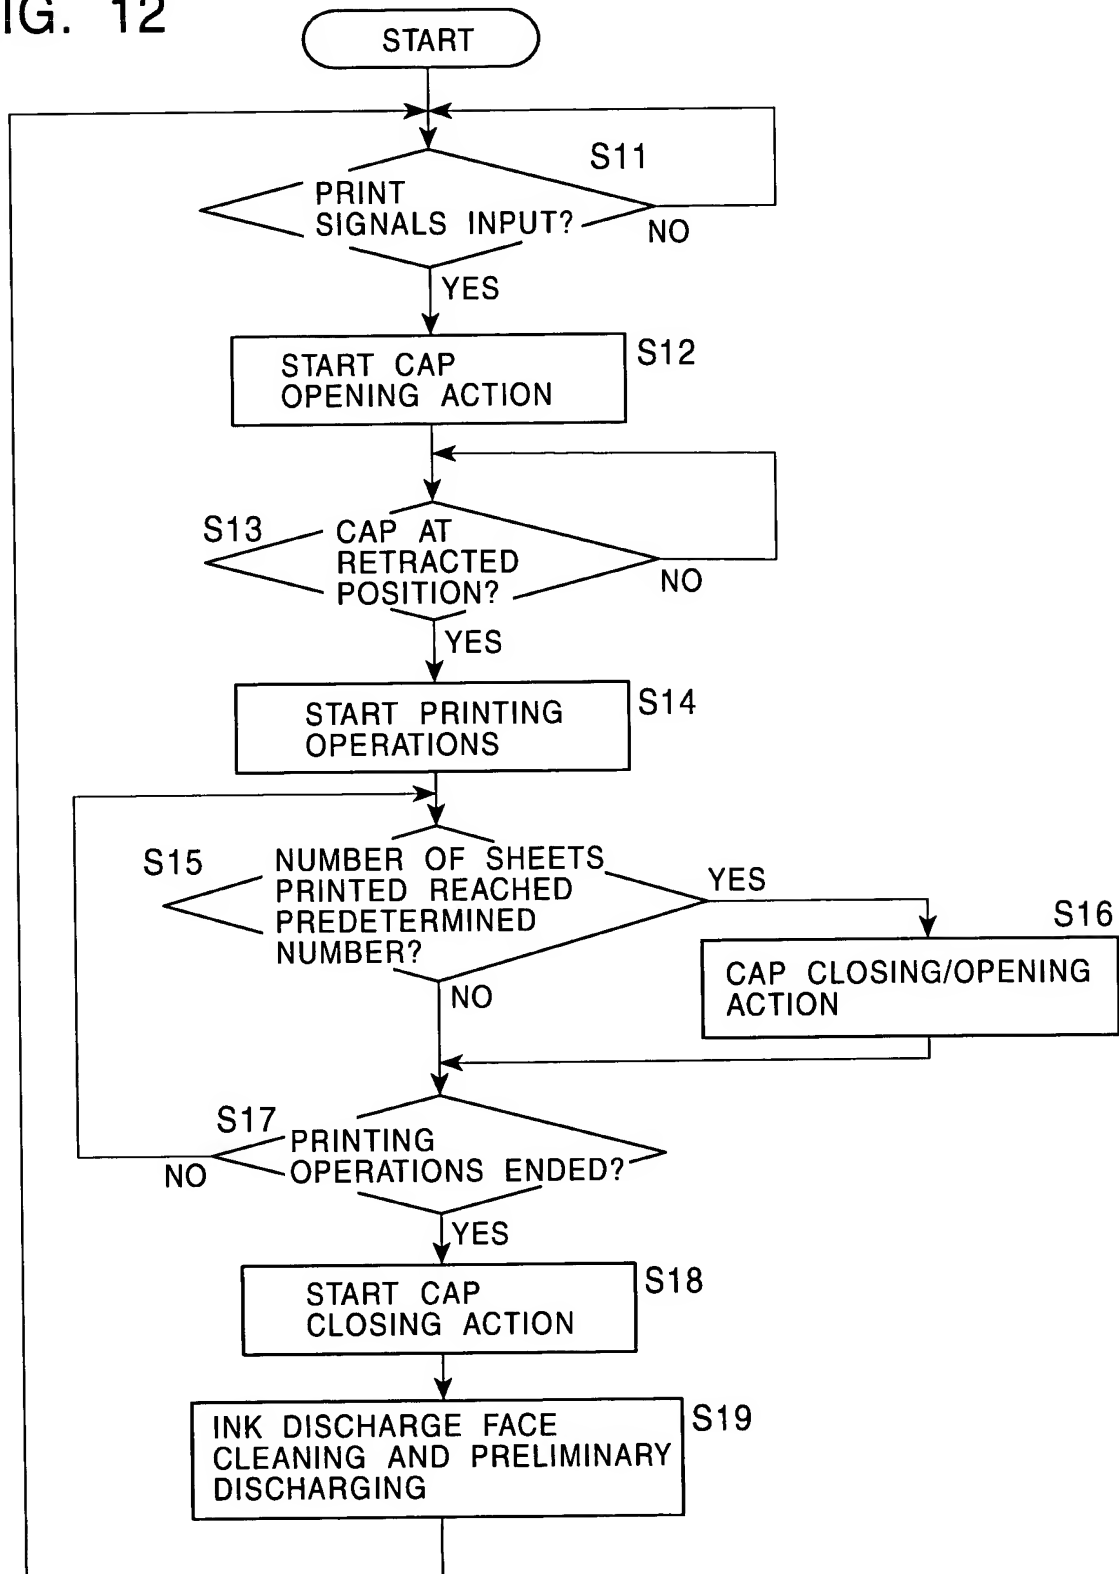 IG. 12
START
S11
PRINT
SIGNALS INPUT?
NO
YES
S12
START CAP
OPENING ACTION
S13
CAP AT
RETRACTED
POSITION?
NO
YES
S14
START PRINTING
OPERATIONS
S15
NUMBER OF SHEETS
PRINTED REACHED
PREDETERMINED
NUMBER?
YES
S16
CAP CLOSING/OPENING
ACTION
NO
S17
PRINTING
OPERATIONS ENDED?
NO
YES
S18
START CAP
CLOSING ACTION
S19
INK DISCHARGE FACE
CLEANING AND PRELIMINARY
DISCHARGING